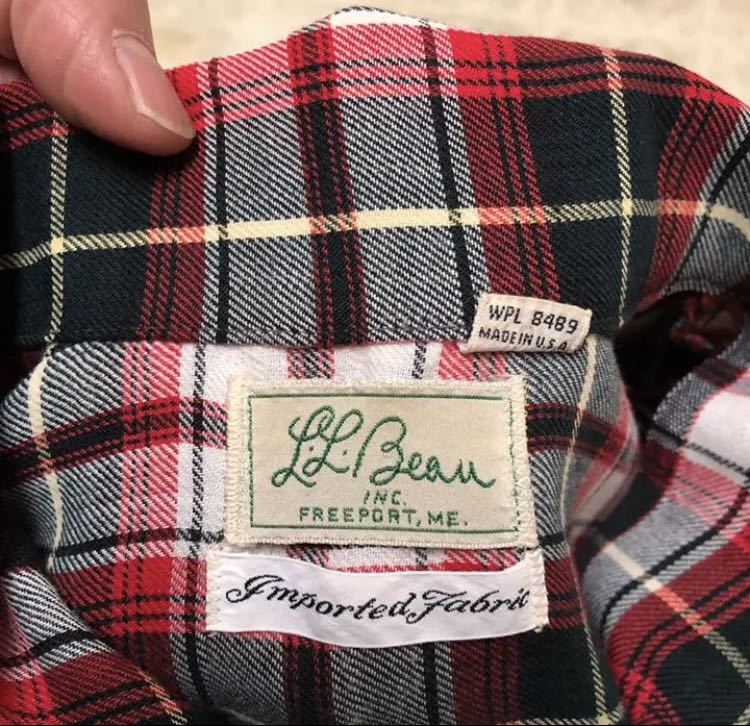 WPL 8489
MADE IN U.S.A
L.L.Bean
INC.
FREEPORT, ME.
Imported Fabric